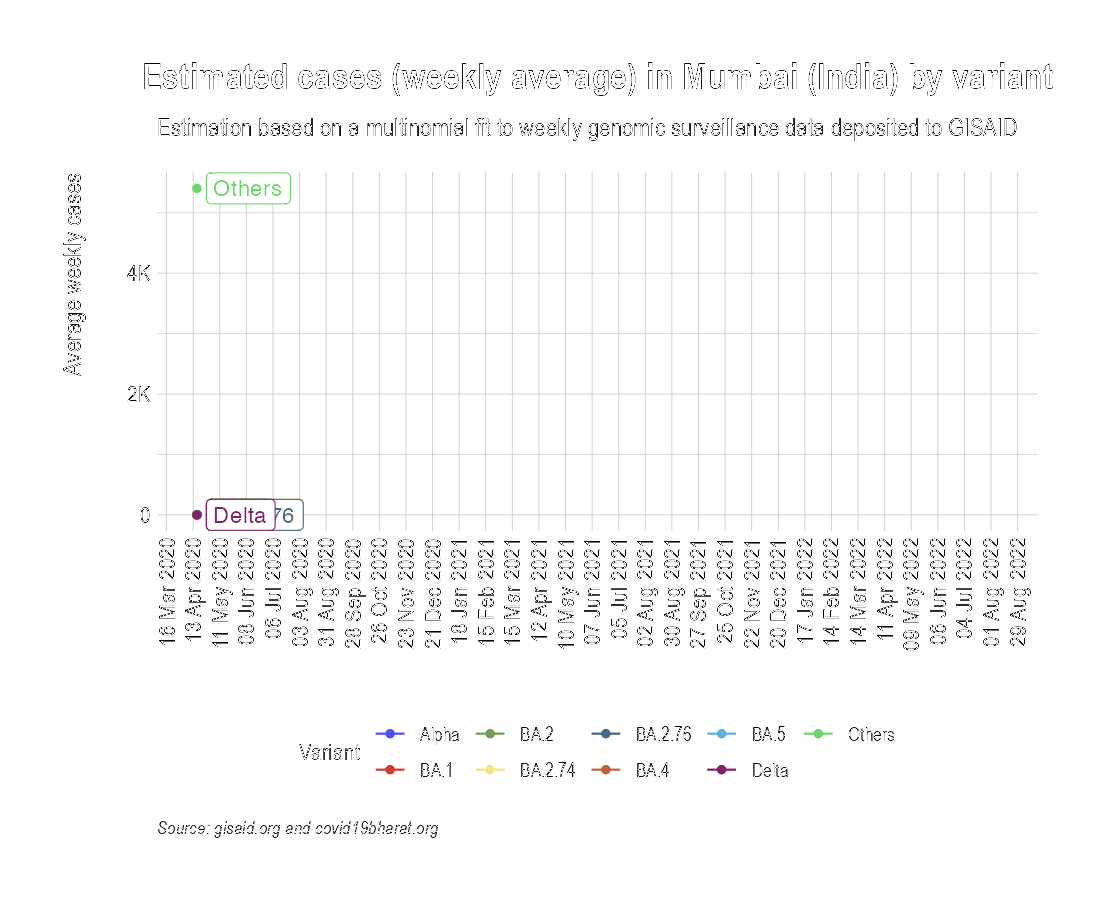 Estimated cases (weekly average) in Mumbai (India) by variant
Estimation based on a multinomial fit to weekly genomic surveillance data deposited to GISAID
Average weekly cases
Others
4K
2K
0
Delta
76
16 Mar 2020
13 Apr 2020
11 May 2020
08 Jun 2020
06 Jul 2020
03 Aug 2020
31 Aug 2020
28 Sep 2020
26 Oct 2020
23 Nov 2020
21 Dec 2020
18 Jan 2021
15 Feb 2021
15 Mar 2021
12 Apr 2021
10 May 2021
07 Jun 2021
05 Jul 2021
02 Aug 2021
30 Aug 2021
27 Sep 2021
25 Oct 2021
22 Nov 2021
20 Dec 2021
17 Jan 2022
14 Feb 2022
14 Mar 2022
11 Apr 2022
09 May 2022
06 Jun 2022
04 Jul 2022
01 Aug 2022
29 Aug 2022
Variant
Alpha
BA.2
BA.2.76
BA.5
Others
BA.1
BA.2.74
BA.4
Delta
Source: gisaid.org and covid19bharat.org